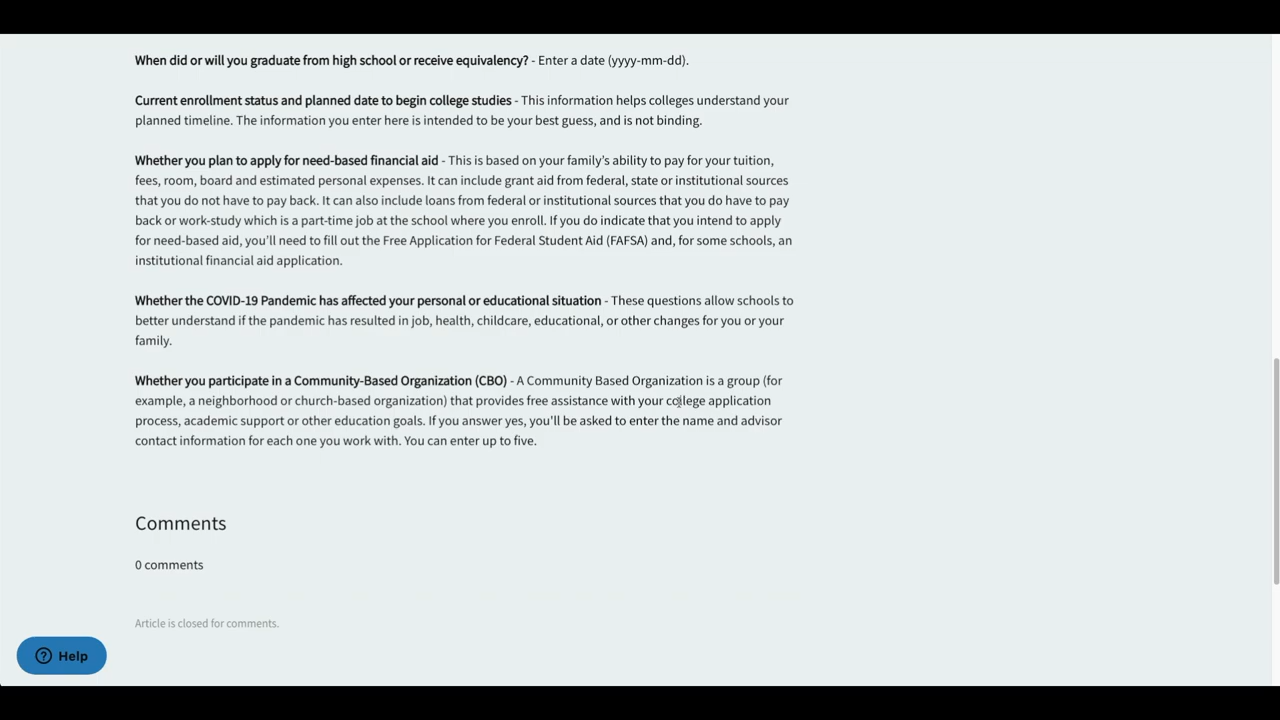 When did or will you graduate from high school or receive equivalency? - Enter a date (yyyy-mm-dd).
Current enrollment status and planned date to begin college studies - This information helps colleges understand your
planned timeline. The information you enter here is intended to be your best guess, and is not binding.
Whether you plan to apply for need-based financial aid - This is based on your family’s ability to pay for your tuition,
fees, room, board and estimated personal expenses. It can include grant aid from federal, state or institutional sources
that you do not have to pay back. It can also include loans from federal or institutional sources that you do have to pay
back or work-study which is a part-time job at the school where you enroll. If you do indicate that you intend to apply
for need-based aid, you’ll need to fill out the Free Application for Federal Student Aid (FAFSA) and, for some schools, an
institutional financial aid application.
Whether the COVID-19 Pandemic has affected your personal or educational situation - These questions allow schools to
better understand if the pandemic has resulted in job, health, childcare, educational, or other changes for you or your
family.
Whether you participate in a Community-Based Organization (CBO) - A Community Based Organization is a group (for
example, a neighborhood or church-based organization) that provides free assistance with your college application
process, academic support or other education goals. If you answer yes, you'll be asked to enter the name and advisor
contact information for each one you work with. You can enter up to five.
Comments
0 comments
Article is closed for comments.
Help